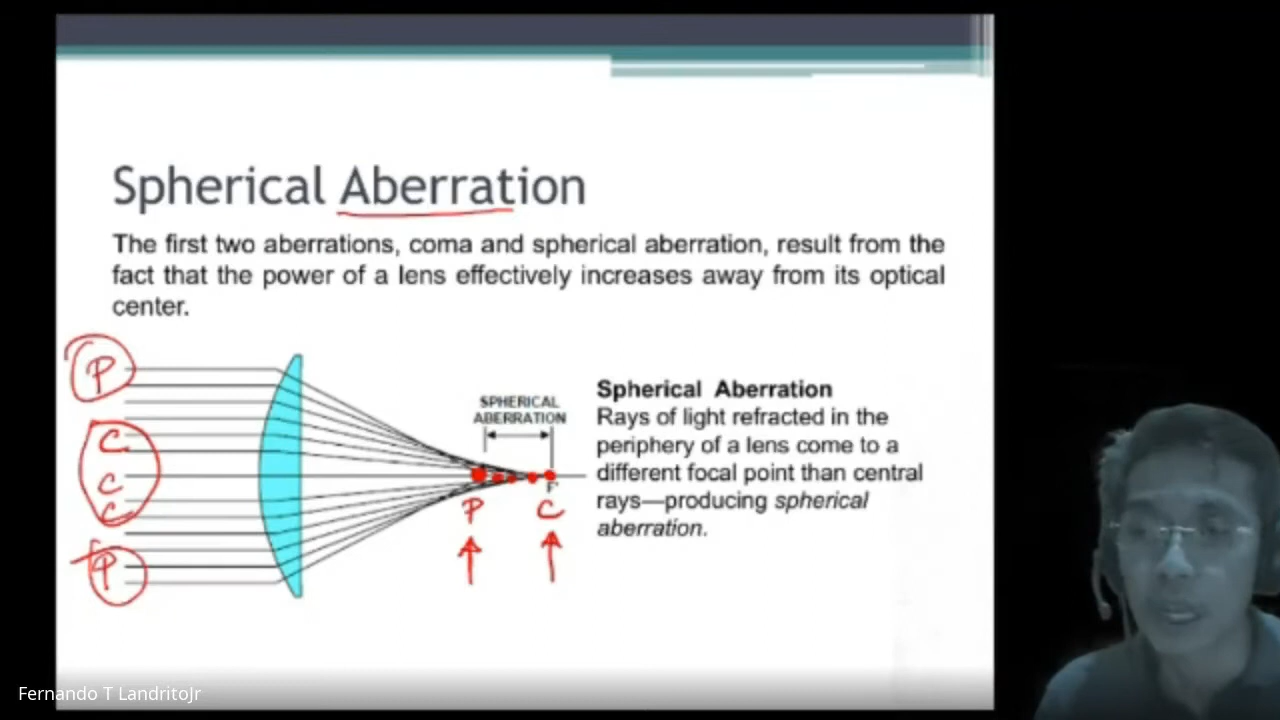 Spherical Aberration
The first two aberrations, coma and spherical aberration, result from the
fact that the power of a lens effectively increases away from its optical
center.
P
C
C
C
P
SPHERICAL
ABERRATION
F
P
C
Spherical Aberration
Rays of light refracted in the
periphery of a lens come to a
different focal point than central
rays—producing spherical
aberration.
Fernando T LandritoJr